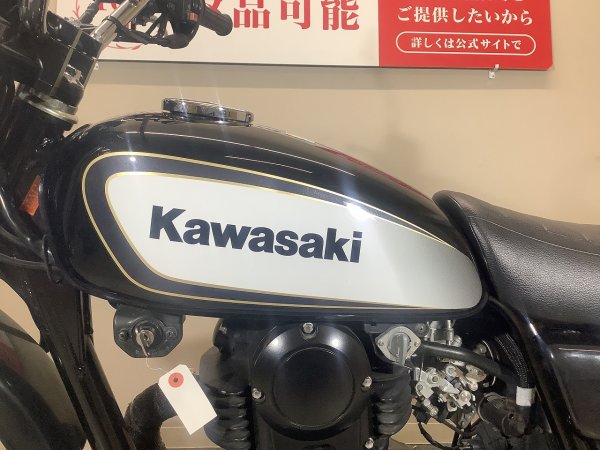 品可能
ご提供したいから
詳しくは公式サイトで
Kawasaki